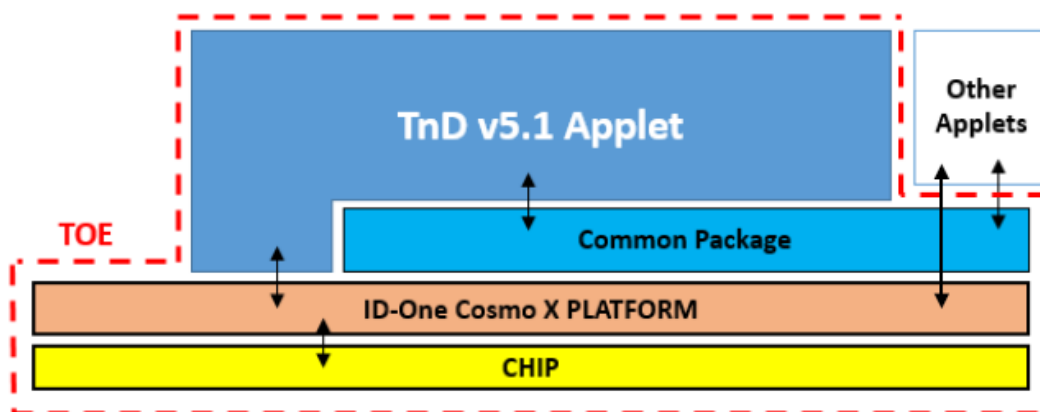 TnD v5.1 Applet
Other
Applets
TOE
Common Package
ID-One Cosmo X PLATFORM
CHIP